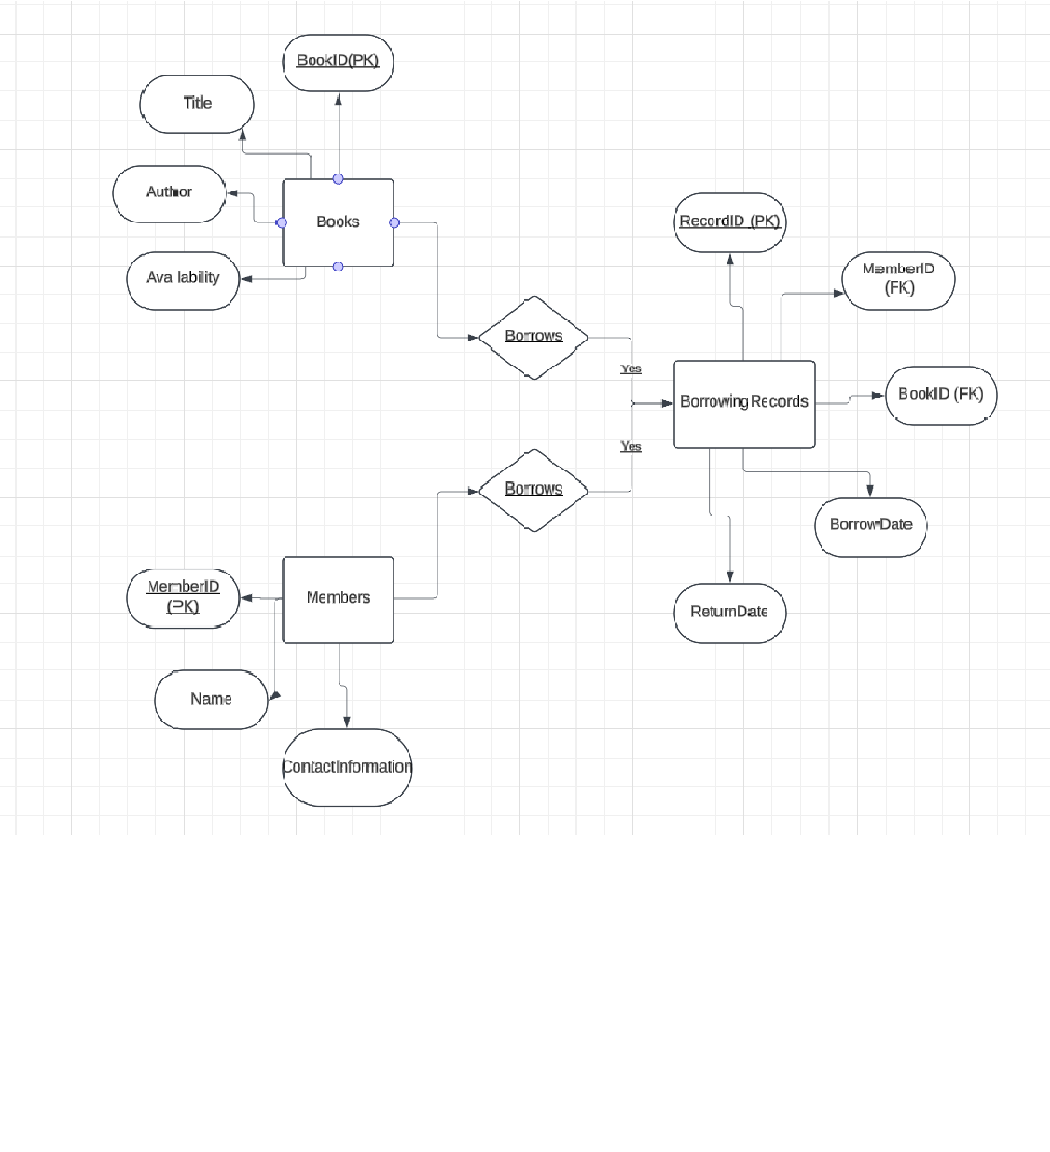 BookID(PK)
Title
Author
Books
Ava lability
RecordID (PK)
MemberID
(FK)
Borrows
Yes
Borrowing Records
BookID (FK)
Yes
Borrows
BorrowDate
MemberID
(PK)
Members
ReturnDate
Name
ContactInformation